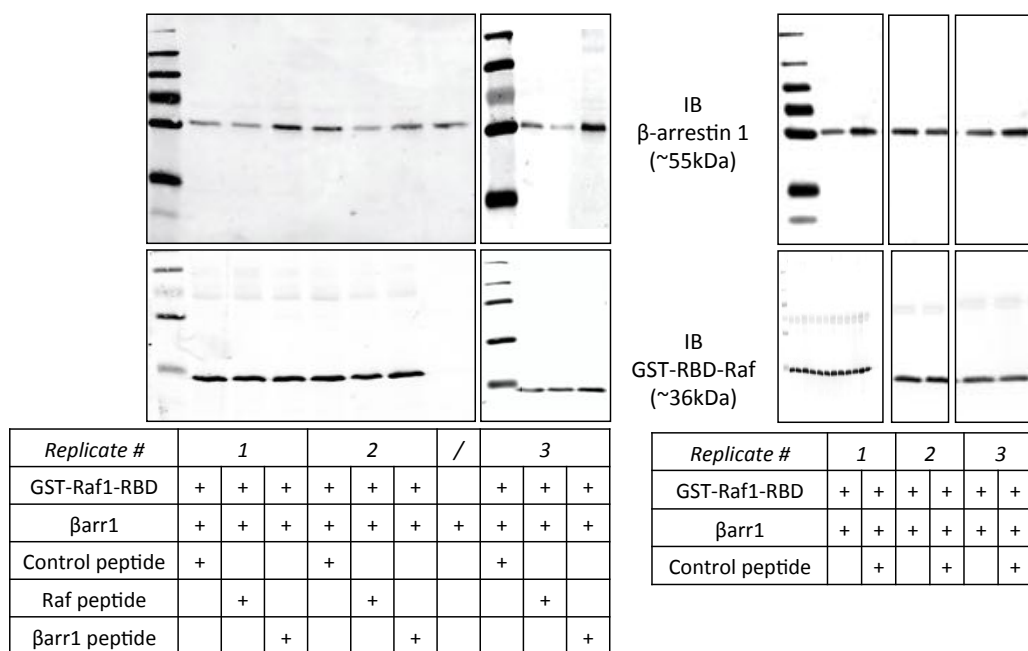 IB
β-arrestin 1
(~55kDa)
IB
GST-RBD-Raf
(~36kDa)
Replicate # 1 2 / 3
GST-Raf1-RBD + + + + + + + + +
βarr1 + + + + + + + + + +
Control peptide + + +
Raf peptide + + +
βarr1 peptide + + +
Replicate # 1 2 3
GST-Raf1-RBD + + + + + +
βarr1 + + + + + +
Control peptide + + +